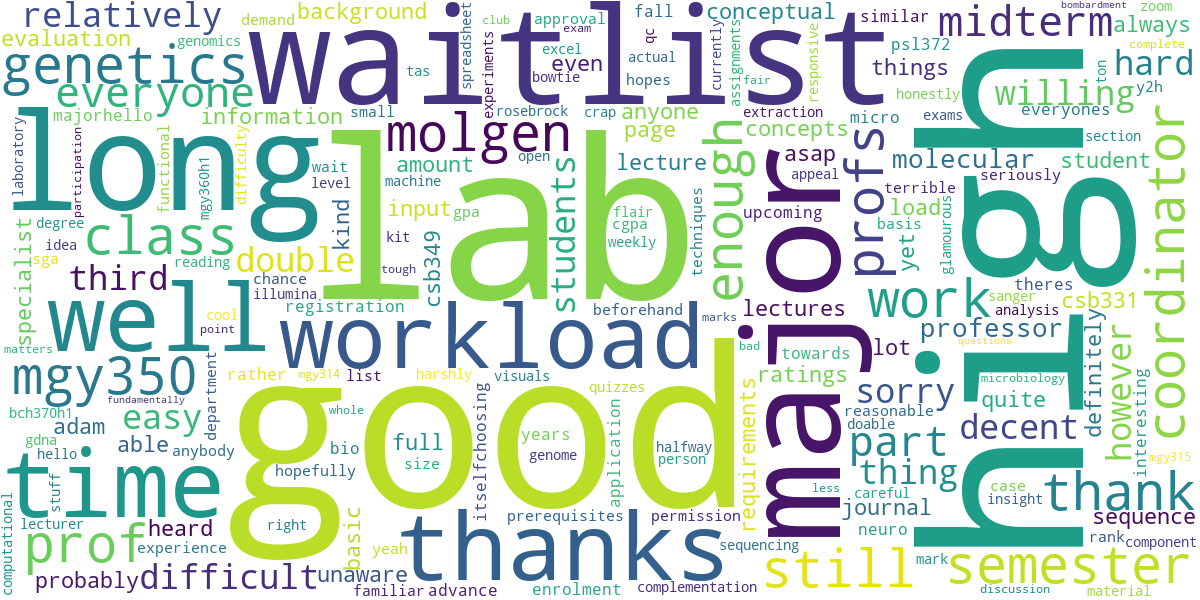 relatively
demand
background
club
approval
fall
conceptual
similar
midterm
bombardment
zoom
always
evaluation
genomics
waitlist
exam
spreadsheet
experiments
excel
even
qc
actual
currently
assignments
responsive
psl372
complete
genetics
tas
bowtie
hopes
fair
things
ton
hard
everyone
honestly
willing
y2h
majorhello
information
small
rosebrock
crap
anyone
extraction
micro
exams
everyones
laboratory
long
molgen
page
enough
concepts
profs
section
participation
functional
mgy360h1
difficulty
wait
amount
open
students
lecture
asap
molecular
student
level
machine
lab
appeal
terrible
seriously
coordinator
kind
input
gpa
flair
cgpa
weekly
techniques
upcoming
load
basis
yet
glamourous
high
degree
class
idea
sga
reading
double
kit
csb349
major
specialist
third
chance
tough
illumina
registration
beforehand
lectures
work
theres
sanger
csb331
analysis
well
cool
point
workload
marks
professor
definitely
matters
mgy350
rather
mgy314
list
harshly
visuals
bad
towards
lot
questions
fundamentally
department
good
quizzes
ratings
sorry
microbiology
quite
however
interesting
bch370h1
easy
whole
itselfchoosing
application
requirements
reasonable
doable
decent
gdna
hello
adam
able
anybody
bio
full
size
years
genome
halfway
person
part
thing
mgy315
stuff
hopefully
less
careful
case
insight
thank
time
right
thanks
prerequisites
permission
journal
computational
lecturer
heard
basic
neuro
sequence
prof
experience
yeah
sequencing
still
mark
rank
component
probably
difficult
unaware
familiar
advance
enrolment
complementation
semester
discussion
material